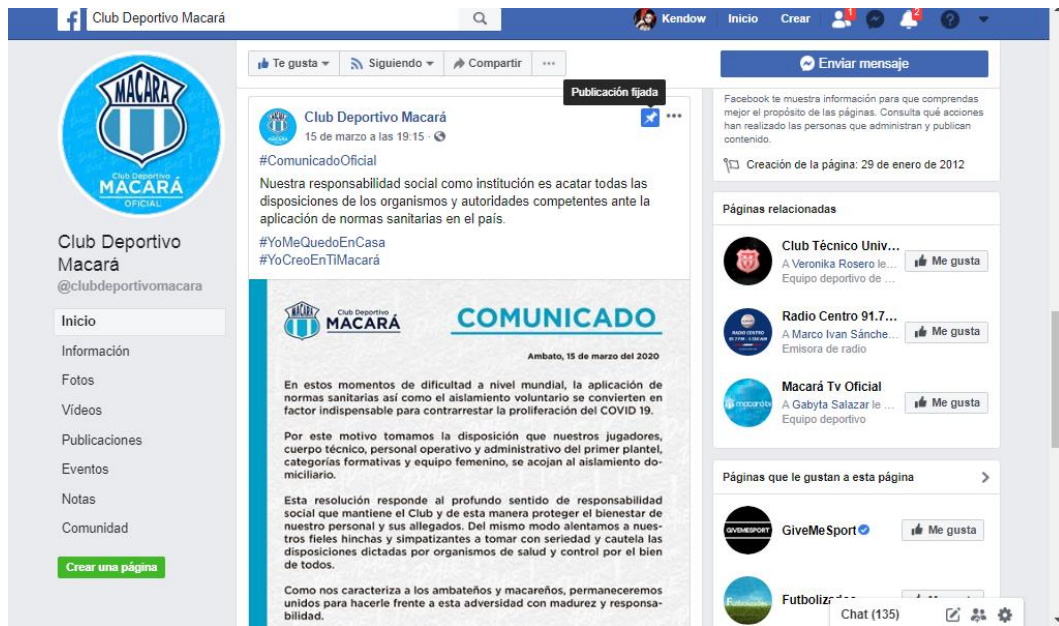 Club Deportivo Macará
Kendow Inicio Crear 1 2
MACARA
Club Deportivo
MACARÁ
OFICIAL
Club Deportivo
Macará
@clubdeportivomacara
Inicio
Información
Fotos
Vídeos
Publicaciones
Eventos
Notas
Comunidad
Crear una página
Te gusta Siguiendo Compartir ...
Publicación fijada
Club Deportivo Macará
15 de marzo a las 19:15 ·
#ComunicadoOficial
Nuestra responsabilidad social como institución es acatar todas las
disposiciones de los organismos y autoridades competentes ante la
aplicación de normas sanitarias en el país.
#YoMeQuedoEnCasa
#YoCreoEnTiMacará
MACARA
Club Deportivo
MACARÁ
COMUNICADO
Ambato, 15 de marzo del 2020
En estos momentos de dificultad a nivel mundial, la aplicación de
normas sanitarias así como el aislamiento voluntario se convierten en
factor indispensable para contrarrestar la proliferación del COVID 19.
Por este motivo tomamos la disposición que nuestros jugadores,
cuerpo técnico, personal operativo y administrativo del primer plantel,
categorías formativas y equipo femenino, se acojan al aislamiento do-
miciliario.
Esta resolución responde al profundo sentido de responsabilidad
social que mantiene el Club y de esta manera proteger el bienestar de
nuestro personal y sus allegados. Del mismo modo alentamos a nues-
tros fieles hinchas y simpatizantes a tomar con seriedad y cautela las
disposiciones dictadas por organismos de salud y control por el bien
de todos.
Como nos caracteriza a los ambateños y macareños, permaneceremos
unidos para hacerle frente a esta adversidad con madurez y responsa-
bilidad.
Enviar mensaje
Facebook te muestra información para que comprendas
mejor el propósito de las páginas. Consulta qué acciones
han realizado las personas que administran y publican
contenido.
Creación de la página: 29 de enero de 2012
Páginas relacionadas
Club Técnico Univ...
A Veronika Rosero le...
Equipo deportivo de ...
Me gusta
Radio Centro 91.7...
A Marco Ivan Sánche...
Emisora de radio
Me gusta
Macará Tv Oficial
A Gabyta Salazar le ...
Equipo deportivo
Me gusta
Páginas que le gustan a esta página
GIVEMESPORT
GiveMeSport
Me gusta
Chat (135)